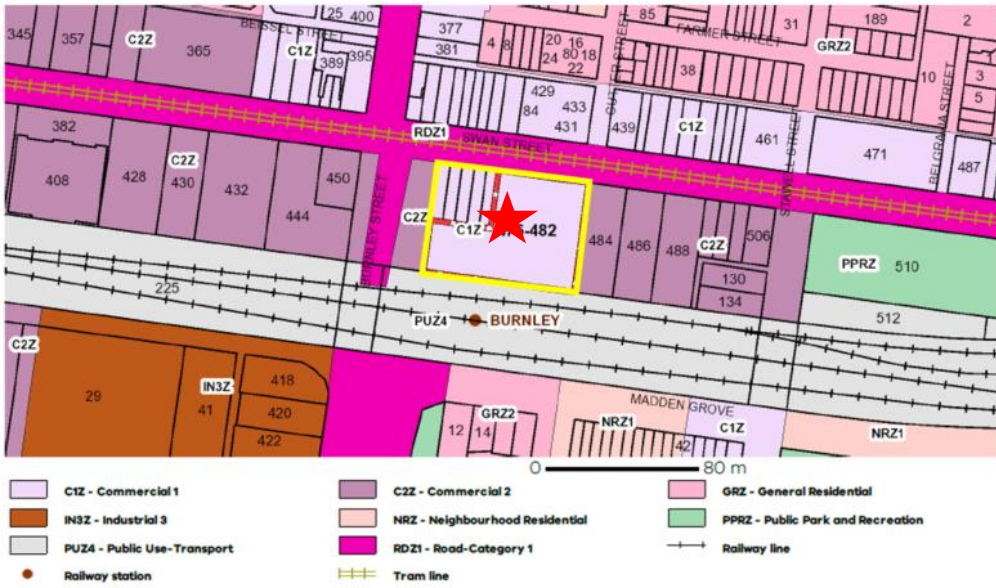 345
357
C2Z
365
BEISSEL STREET
25
400
C1Z
389
395
377
381
4
8
20
16
24
80
18
22
85
FARMER STREET
31
189
GRZ2
2
10
3
5
38
BELGRAVIA STREET
429
84
433
431
439
C1Z
461
471
487
STAWELL STREET
RDZ1
SWAN STREET
382
408
428
C2Z
430
432
450
444
BURNLEY STREET
C2Z
C1Z
-482
484
486
488
C2Z
506
130
134
PPRZ
510
512
225
PUZ4
BURNLEY
C2Z
29
IN3Z
41
418
420
422
GRZ2
12
14
MADDEN GROVE
NRZ1
42
C1Z
NRZ1
0
80 m
C1Z - Commercial 1
C2Z - Commercial 2
GRZ - General Residential
IN3Z - Industrial 3
NRZ - Neighbourhood Residential
PPRZ - Public Park and Recreation
PUZ4 - Public Use-Transport
RDZ1 - Road-Category 1
Railway line
Railway station
Tram line